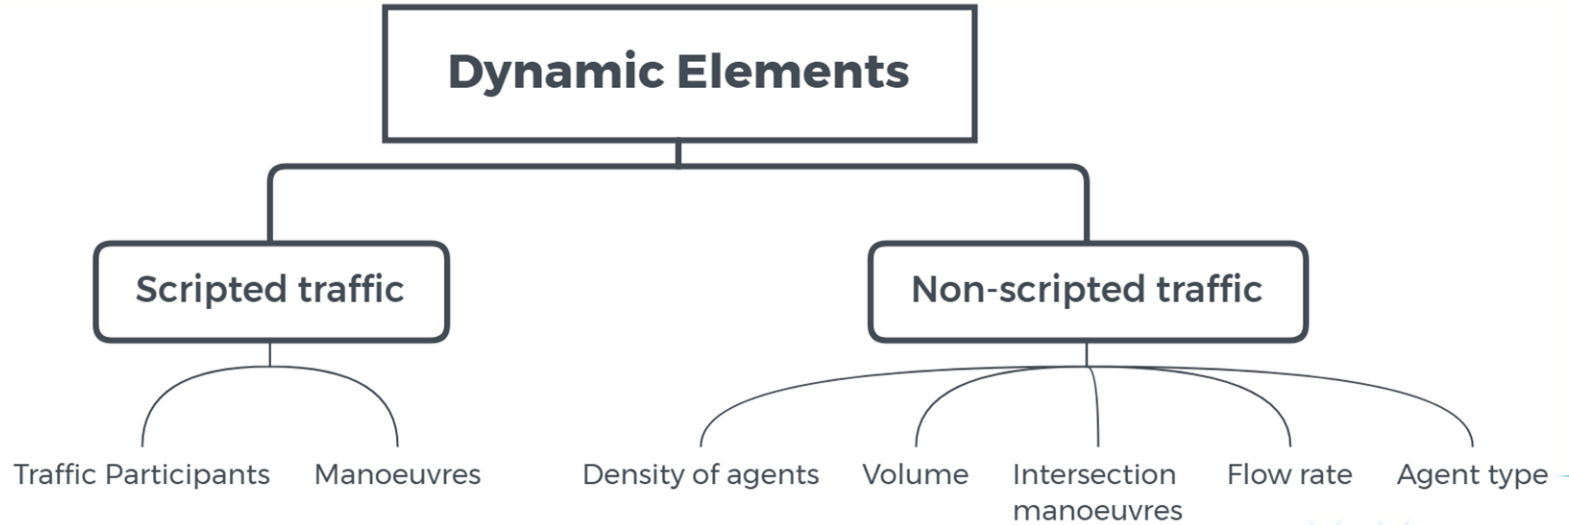 Dynamic Elements
Scripted traffic
Non-scripted traffic
Traffic Participants
Manoeuvres
Density of agents
Volume
Intersection
manoeuvres
Flow rate
Agent type